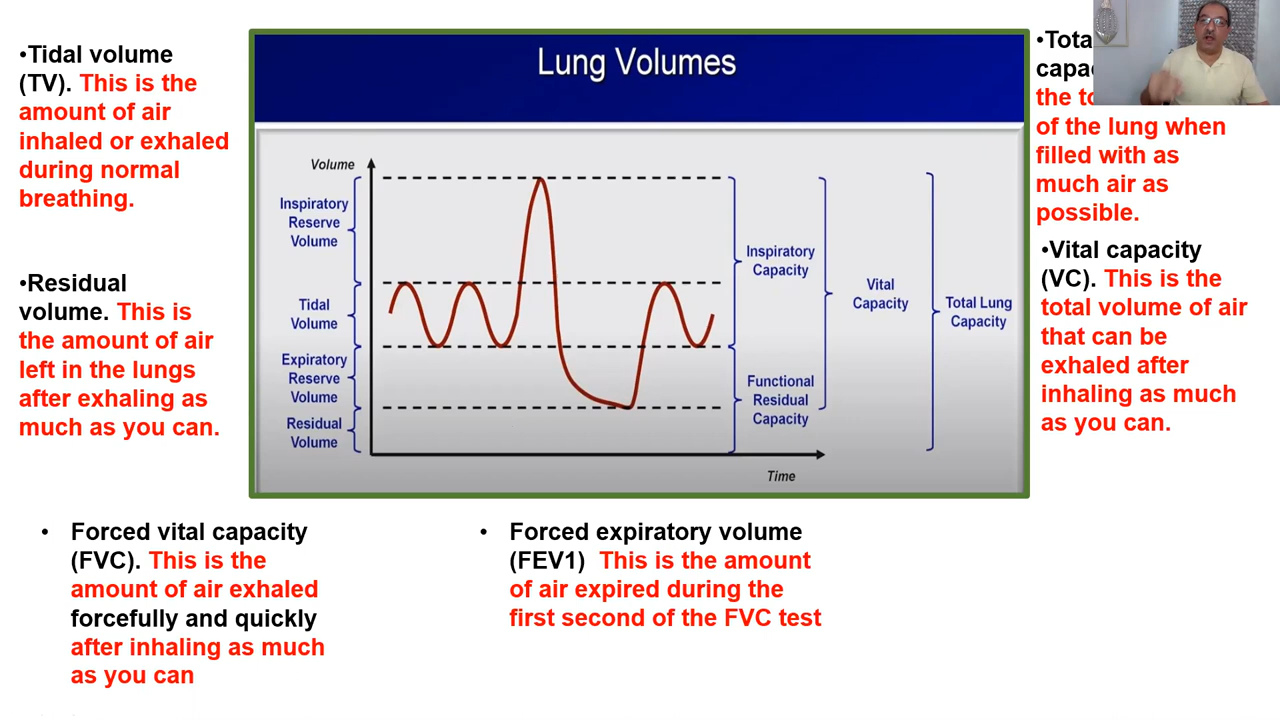 •Tidal volume
(TV). This is the
amount of air
inhaled or exhaled
during normal
breathing.
•Residual
volume. This is
the amount of air
left in the lungs
after exhaling as
much as you can.
Lung Volumes
Volume
Inspiratory
Reserve
Volume
Tidal
Volume
Expiratory
Reserve
Volume
Residual
Volume
Inspiratory
Capacity
Functional
Residual
Capacity
Vital
Capacity
Total Lung
Capacity
Time
the
of the lung when
filled with as
much air as
possible.
•Vital capacity
(VC). This is the
total volume of air
that can be
exhaled after
inhaling as much
as you can.
• Forced vital capacity
(FVC). This is the
amount of air exhaled
forcefully and quickly
after inhaling as much
as you can
• Forced expiratory volume
(FEV1) This is the amount
of air expired during the
first second of the FVC test